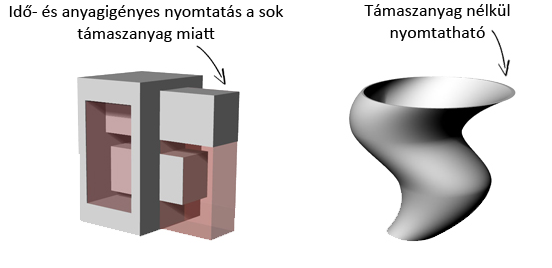 Idő- és anyagigényes nyomtatás a sok
támaszanyag miatt
Támaszanyag nélkül
nyomtatható